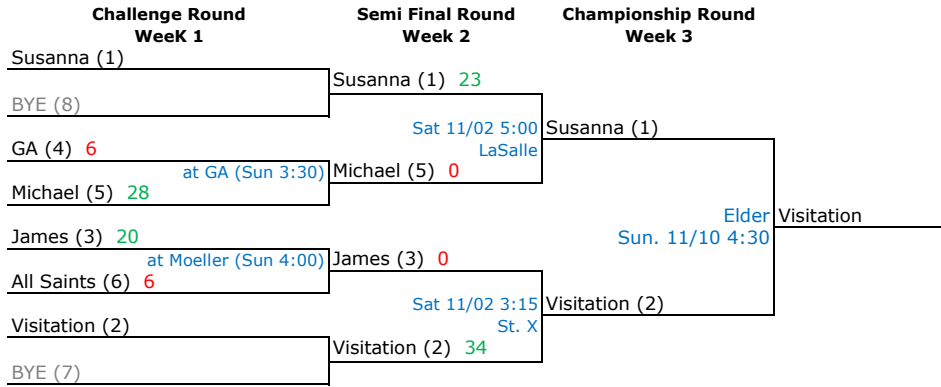 Challenge Round
WeeK 1
Semi Final Round
Week 2
Championship Round
Week 3
Susanna (1)
BYE (8)
GA (4) 6
at GA (Sun 3:30)
Michael (5) 28
James (3) 20
at Moeller (Sun 4:00)
All Saints (6) 6
Visitation (2)
BYE (7)
Susanna (1) 23
Sat 11/02 5:00
LaSalle
Michael (5) 0
James (3) 0
Sat 11/02 3:15
St. X
Visitation (2) 34
Susanna (1)
Elder
Sun. 11/10 4:30
Visitation (2)
Visitation